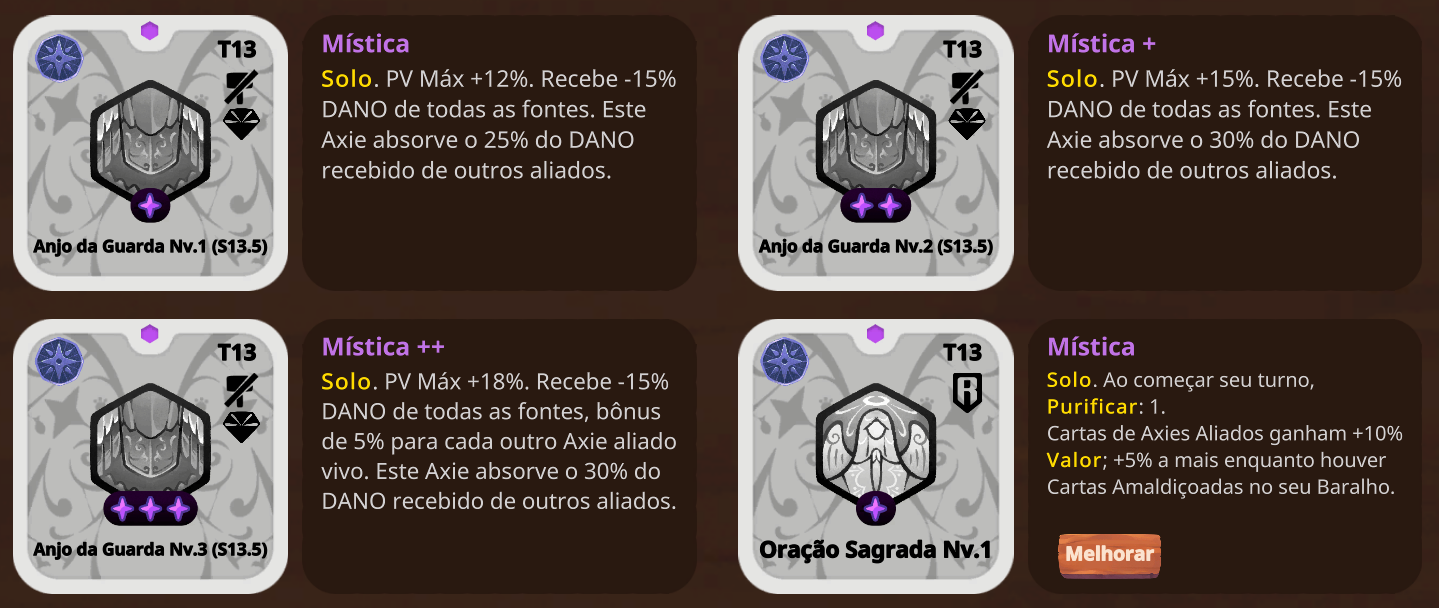 T13
Anjo da Guarda Nv.1 (S13.5)
Mística
Solo. PV Máx +12%. Recebe -15%
DANO de todas as fontes. Este
Axie absorve o 25% do DANO
recebido de outros aliados.
T13
Anjo da Guarda Nv.2 (S13.5)
Mística +
Solo. PV Máx +15%. Recebe -15%
DANO de todas as fontes. Este
Axie absorve o 30% do DANO
recebido de outros aliados.
T13
Anjo da Guarda Nv.3 (S13.5)
Mística ++
Solo. PV Máx +18%. Recebe -15%
DANO de todas as fontes, bônus
de 5% para cada outro Axie aliado
vivo. Este Axie absorve o 30% do
DANO recebido de outros aliados.
T13
R
Oração Sagrada Nv.1
Mística
Solo. Ao começar seu turno,
Purificar: 1.
Cartas de Axies Aliados ganham +10%
Valor; +5% a mais enquanto houver
Cartas Amaldiçoadas no seu Baralho.
Melhorar